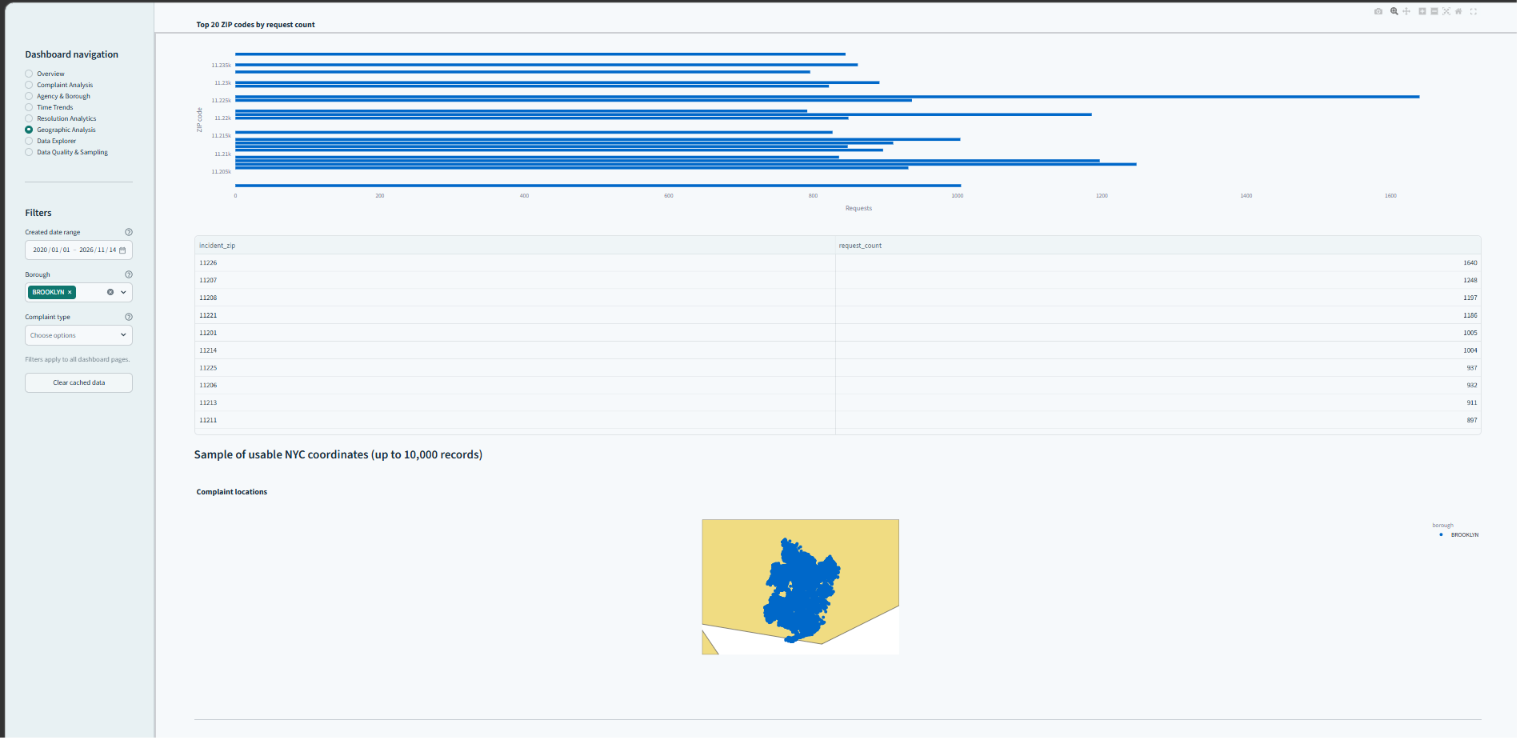 Dashboard navigation
Overview
Complaint Analysis
Agency & Borough
Time Trends
Resolution Analytics
Geographic Analysis
Data Explorer
Data Quality & Sampling
Filters
Created date range
2020/01/01 - 2026/11/14
Borough
BROOKLYN ×
Complaint type
Choose options
Filters apply to all dashboard pages.
Clear cached data
Top 20 ZIP codes by request count
ZIP code
11.235k
11.23k
11.225k
11.22k
11.215k
11.21k
11.205k
0 200 400 600 800 1000 1200 1400 1600
Requests
incident_zip request_count
11226 1640
11207 1248
11208 1197
11221 1186
11201 1005
11214 1004
11225 937
11206 932
11213 911
11211 897
Sample of usable NYC coordinates (up to 10,000 records)
Complaint locations
borough
BROOKLYN